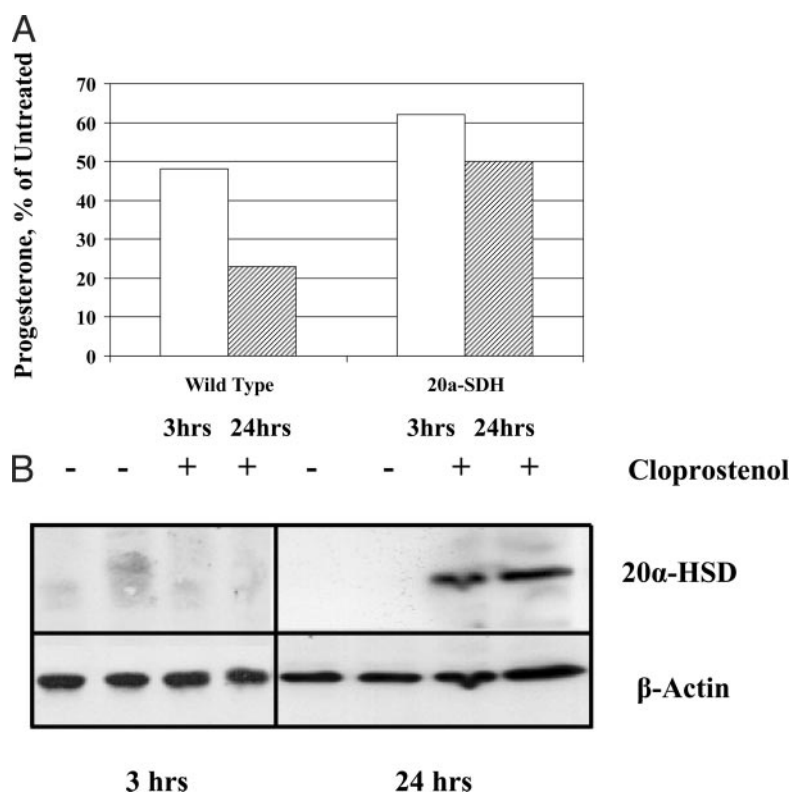 A
Progesterone, % of Untreated
70
60
50
40
30
20
10
0
Wild Type 20a-SDH
3hrs 24hrs 3hrs 24hrs
B - - + + - - + + Cloprostenol
20α-HSD
β-Actin
3 hrs 24 hrs